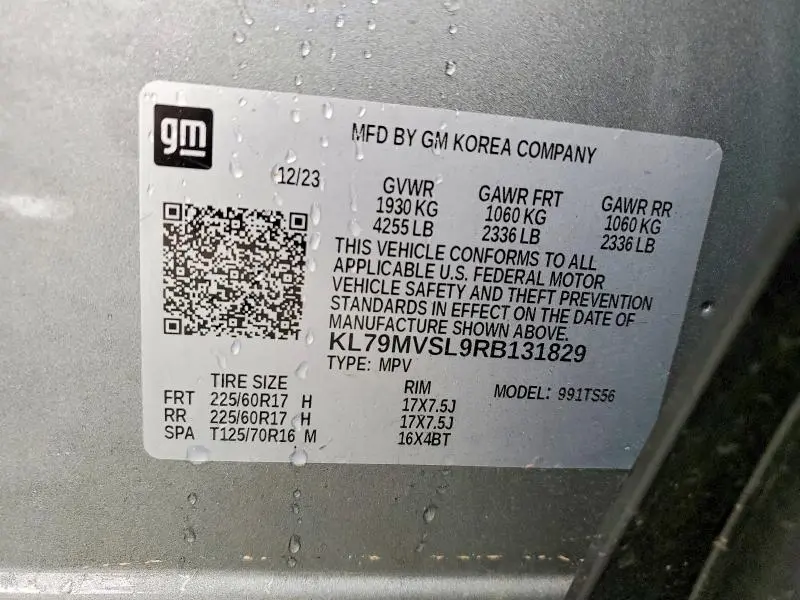 gm
MFD BY GM KOREA COMPANY
12/23
GVWR GAWR FRT GAWR RR
1930 KG 1060 KG 1060 KG
4255 LB 2336 LB 2336 LB
THIS VEHICLE CONFORMS TO ALL
APPLICABLE U.S. FEDERAL MOTOR
VEHICLE SAFETY AND THEFT PREVENTION
STANDARDS IN EFFECT ON THE DATE OF
MANUFACTURE SHOWN ABOVE.
KL79MVSL9RB131829
TYPE: MPV
TIRE SIZE RIM MODEL: 991TS56
FRT 225/60R17 H 17X7.5J
RR 225/60R17 H 17X7.5J
SPA T125/70R16 M 16X4BT